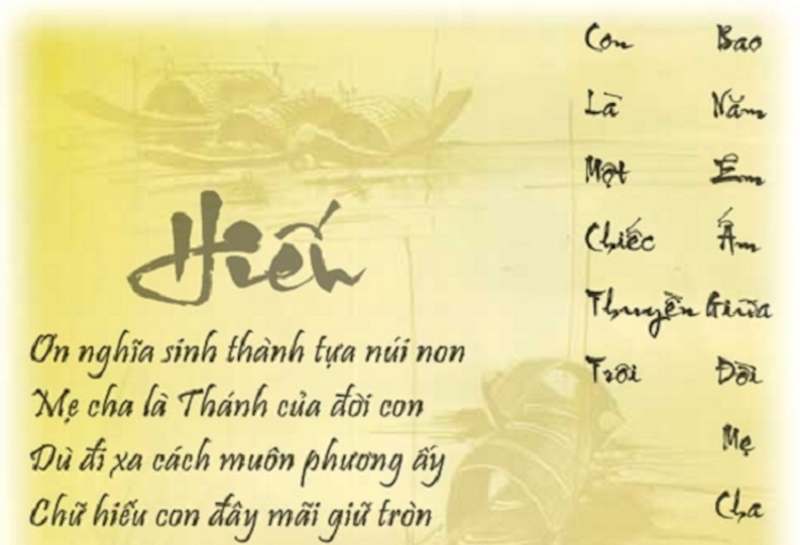 Hiếu
Ơn nghĩa sinh thành tựa núi non
Mẹ cha là Thánh của đời con
Dù đi xa cách muôn phương ấy
Chữ hiếu con đây mãi giữ tròn
Con Là Một Chiếc Thuyền Trôi
Bao Năm Êm Ấm Giữa Đời Mẹ Cha